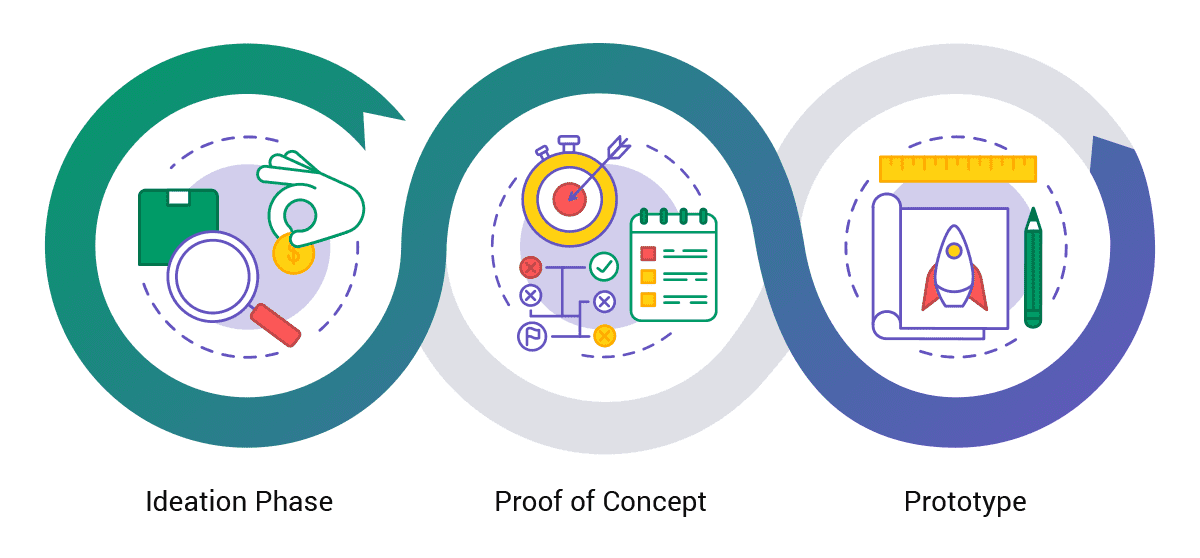 $
Ideation Phase
Proof of Concept
Prototype